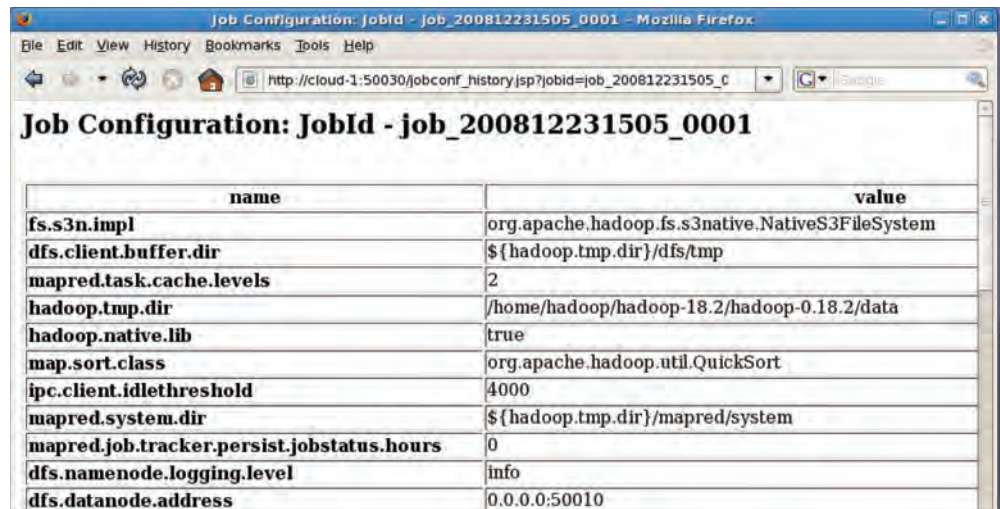 Job Configuration: JobId - job_200812231505_0001 - Mozilla Firefox
File Edit View History Bookmarks Tools Help
http://cloud-1:50030/jobconf_history.jsp?jobid=job_200812231505_0
G Google
Job Configuration: JobId - job_200812231505_0001
name value
fs.s3n.impl org.apache.hadoop.fs.s3native.NativeS3FileSystem
dfs.client.buffer.dir ${hadoop.tmp.dir}/dfs/tmp
mapred.task.cache.levels 2
hadoop.tmp.dir /home/hadoop/hadoop-18.2/hadoop-0.18.2/data
hadoop.native.lib true
map.sort.class org.apache.hadoop.util.QuickSort
ipc.client.idlethreshold 4000
mapred.system.dir ${hadoop.tmp.dir}/mapred/system
mapred.job.tracker.persist.jobstatus.hours 0
dfs.namenode.logging.level info
dfs.datanode.address 0.0.0.0:50010